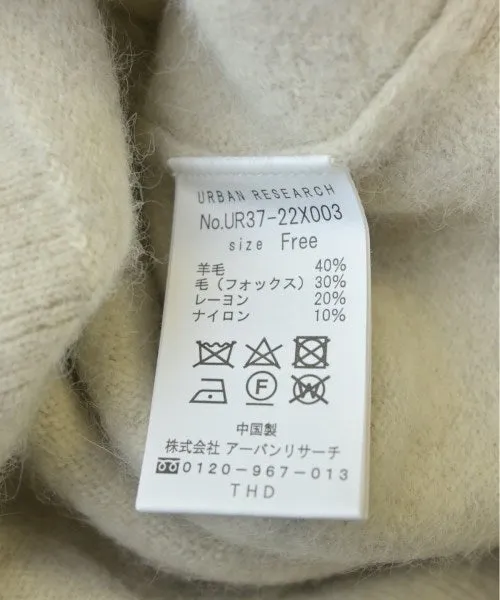 URBAN RESEARCH
No.UR37-22X003
size Free
羊毛 40%
毛（フォックス）30%
レーヨン 20%
ナイロン 10%
F W
中国製
株式会社 アーバンリサーチ
0120-967-013
THD